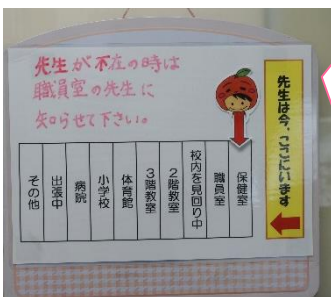 先生が不在の時は
職員室の先生に
知らせて下さい。
先生は今、ここにいます
保健室
職員室
校内を見回り中
2階教室
3階教室
体育館
小学校
病院
出張中
その他